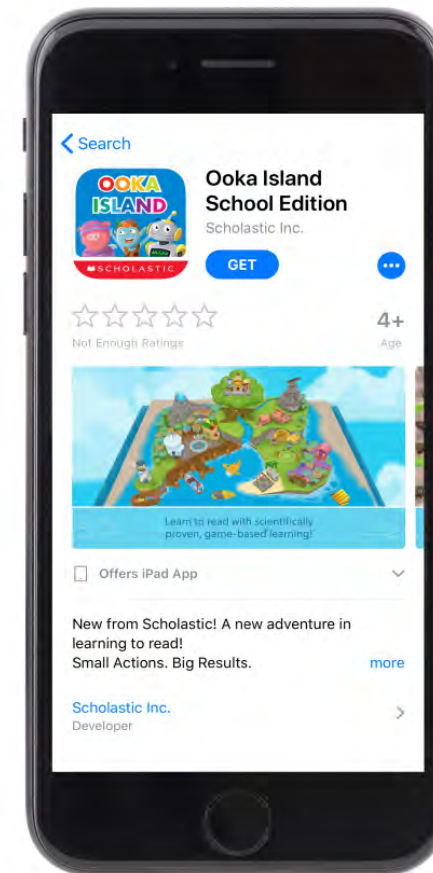 Search
OOKA
ISLAND
SCHOLASTIC
Ooka Island
School Edition
Scholastic Inc.
GET
Not Enough Ratings
4+
Age
Learn to read with scientifically
proven, game-based learning!
Offers iPad App
New from Scholastic! A new adventure in
learning to read!
Small Actions. Big Results.
more
Scholastic Inc.
Developer